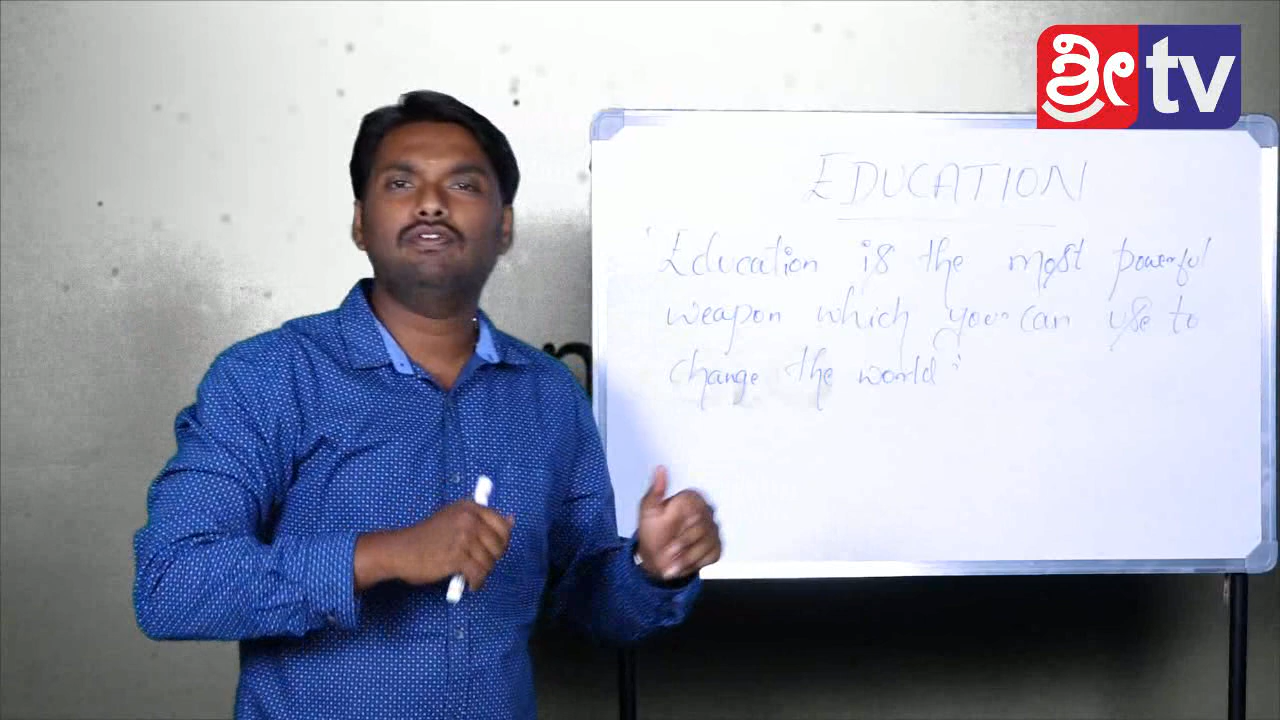 ಶ್ರೀ tv
EDUCATION
'Education is the most powerful
weapon which you can use to
change the world'